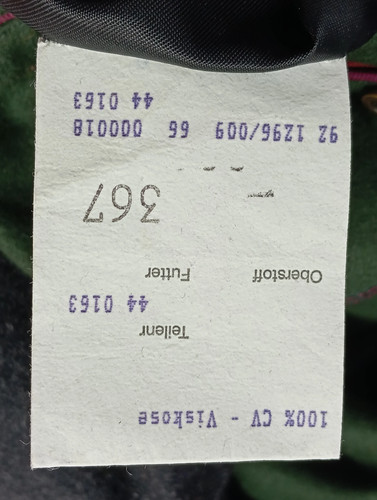 100% CV - Viskose
Teilenr
44 0163
Oberstoff Futter
367
92 1296/009 66 000018
44 0163